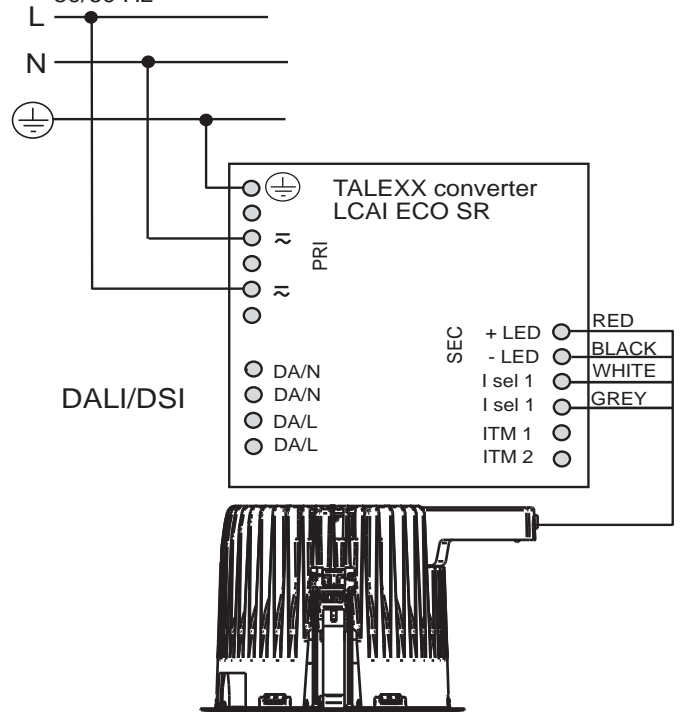 L
N
TALEXX converter
LCAI ECO SR
PRI
SEC
+ LED
RED
- LED
BLACK
I sel 1
WHITE
I sel 1
GREY
ITM 1
ITM 2
DA/N
DA/N
DA/L
DA/L
DALI/DSI